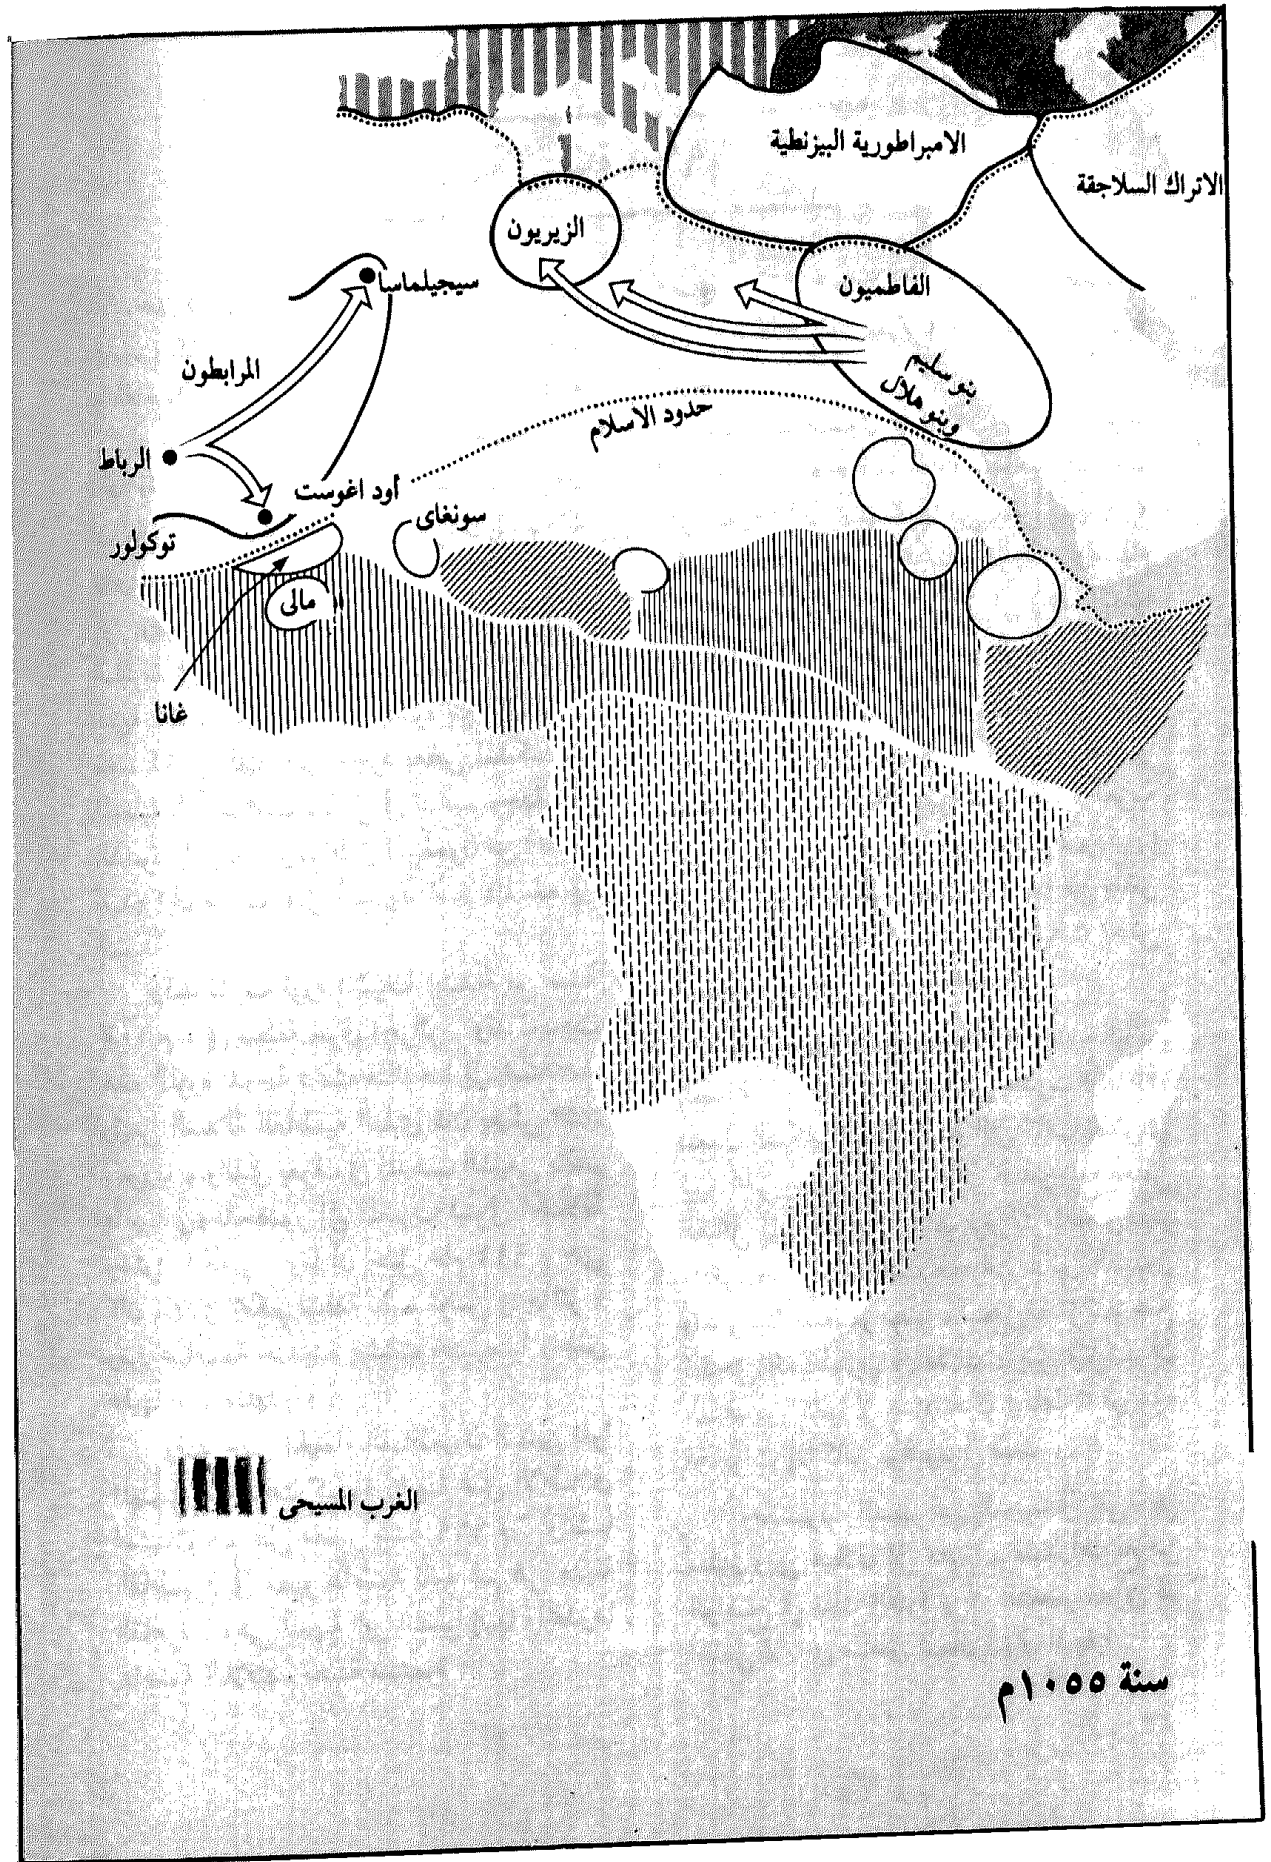 الامبراطورية البيزنطية
الاتراك السلاجقة
الزيريون
سيجيلماسا
الفاطميون
بنو سليم
وبنو هلال
المرابطون
حدود الاسلام
الرباط
أود اغوست
سونغاى
توكولور
مالى
غانا
الغرب المسيحى
سنة ١٠٥٥م